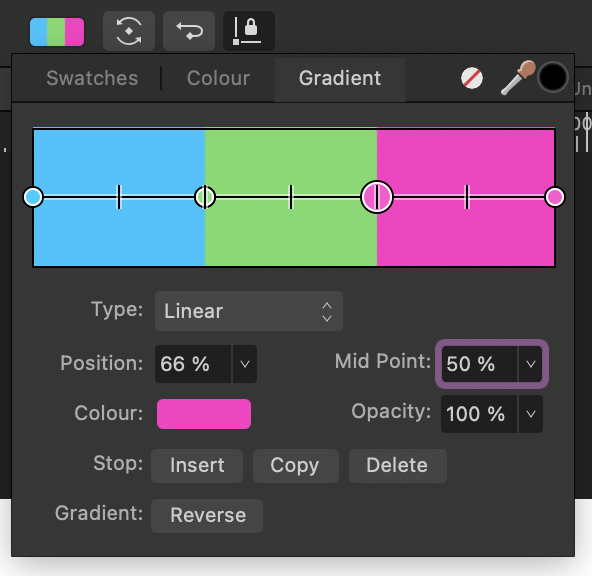 Swatches Colour Gradient
Un
Type: Linear
Position: 66 % Mid Point: 50 %
Colour: Opacity: 100 %
Stop: Insert Copy Delete
Gradient: Reverse